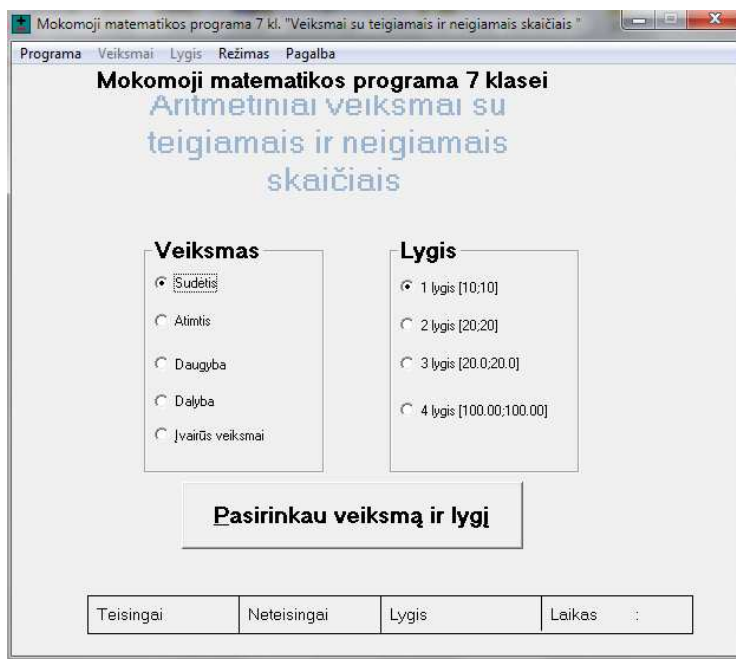 Mokomoji matematikos programa 7 kl. "Veiksmai su teigiamais ir neigiamais skaičiais "
Programa Veiksmai Lygis Režimas Pagalba
Mokomoji matematikos programa 7 klasei
Aritmetiniai veiksmai su
teigiamais ir neigiamais
skaičiais
Veiksmas
Sudėtis
Atimtis
Daugyba
Dalyba
Įvairūs veiksmai
Lygis
1 lygis [10;10]
2 lygis [20;20]
3 lygis [20.0;20.0]
4 lygis [100.00;100.00]
Pasirinkau veiksmą ir lygį
Teisingai Neteisingai Lygis Laikas :